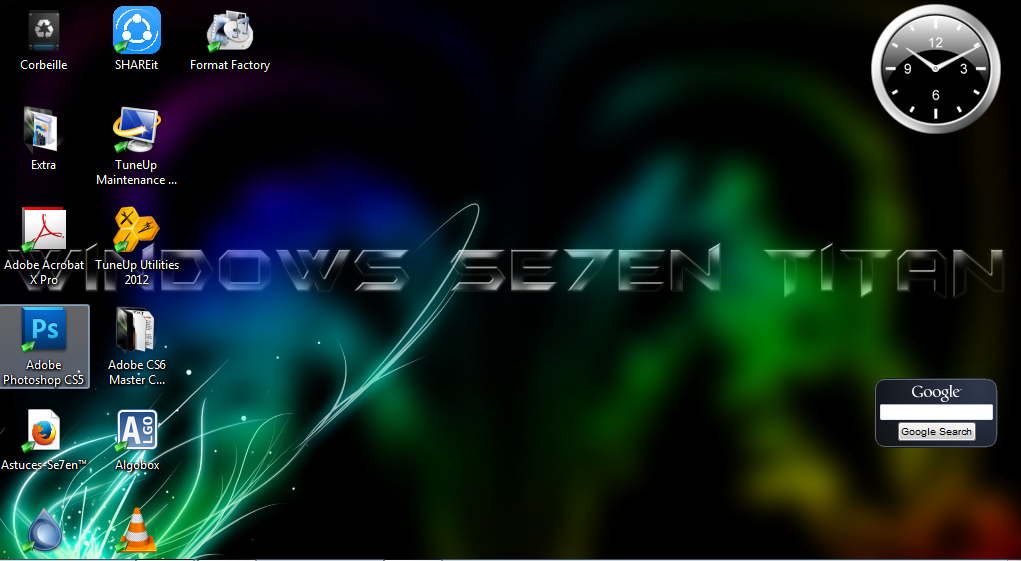 Corbeille
SHAREit
Format Factory
12
9
3
6
Extra
TuneUp
Maintenance ...
Adobe Acrobat
X Pro
TuneUp Utilities
2012
WINDOWS SE7EN TITAN
Ps
Adobe
Photoshop CS5
Adobe CS6
Master C...
Google
Google Search
A LGO
Astuces-Se7en™
Algobox